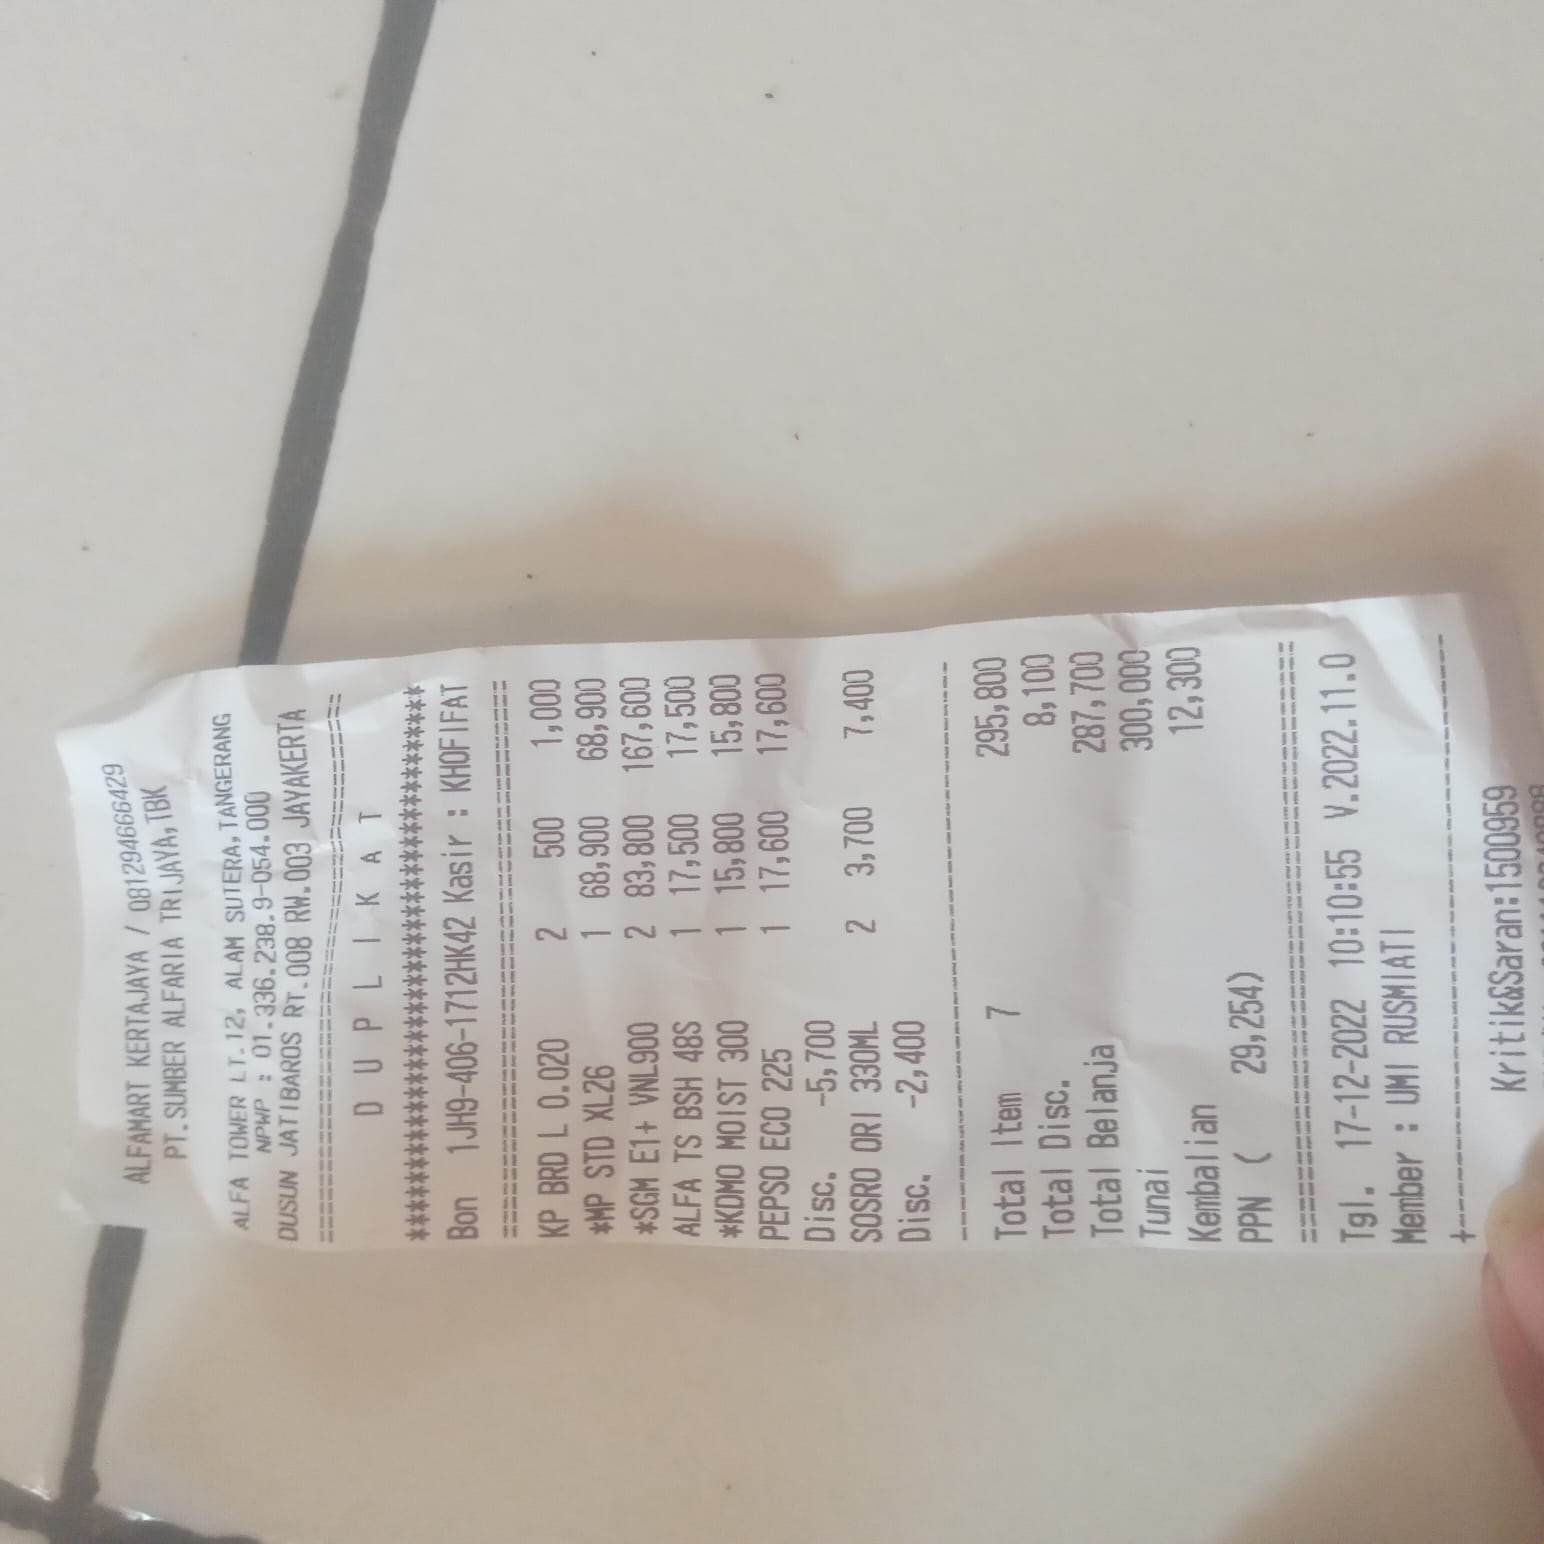 ALFAMART KERTAJAYA / 081294666429
PT.SUMBER ALFARIA TRIJAYA,TBK
ALFA TOWER LT.12, ALAM SUTERA,TANGERANG
NPWP : 01.336.238.9-054.000
DUSUN JATIBAROS RT.008 RW.003 JAYAKERTA
=======================================
D U P L I K A T
***************************************
Bon 1JH9-406-1712HK42 Kasir : KHOFIFAT
=======================================
KP BRD L 0.020 2 500 1,000
*MP STD XL26 1 68,900 68,900
*SGM E1+ VNL900 2 83,800 167,600
ALFA TS BSH 48S 1 17,500 17,500
*KDMO MOIST 300 1 15,800 15,800
PEPSO ECO 225 1 17,600 17,600
Disc. -5,700
SOSRO ORI 330ML 2 3,700 7,400
Disc. -2,400
---------------------------------------
Total Item 7 295,800
Total Disc. 8,100
Total Belanja 287,700
Tunai 300,000
Kembalian 12,300
PPN ( 29,254)
=======================================
Tgl. 17-12-2022 10:10:55 V.2022.11.0
Member : UMI RUSMIATI
+--------------------------------------
Kritik&Saran:1500959